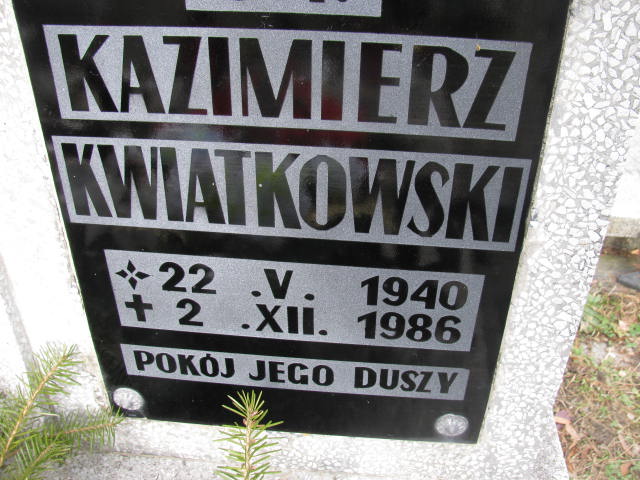 KAZIMIERZ
KWIATKOWSKI
22 .V. 1940
✝ 2 .XII. 1986
POKÓJ JEGO DUSZY